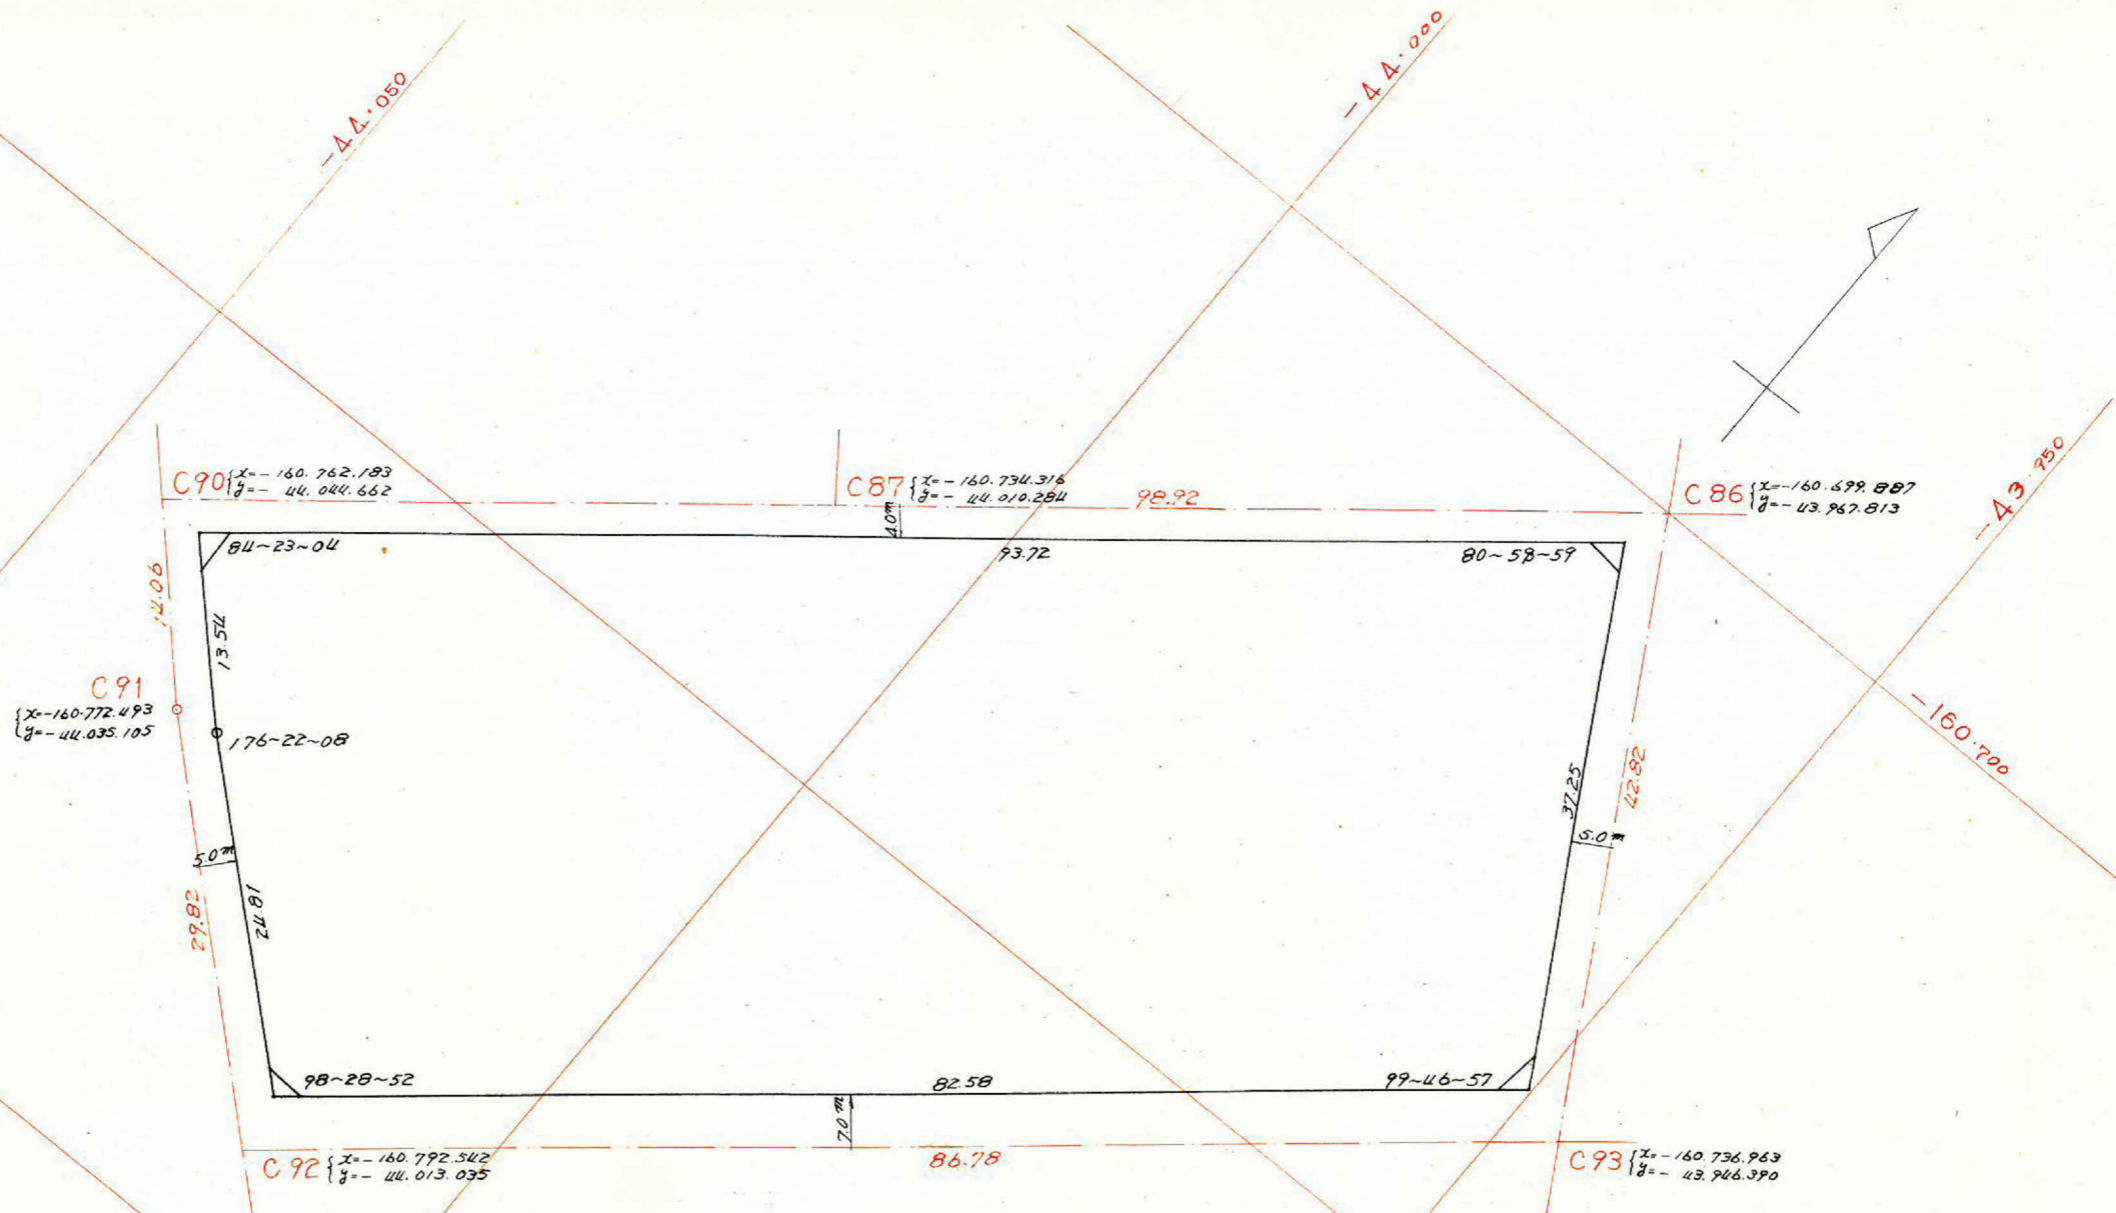 -44.050
-44.000
C90 { x=-160.762.183
y=- 44.044.662
C87 { x=-160.734.316
y=- 44.010.284
98.92
C86 { x=-160.699.887
y=-43.967.813
-43.950
4.0m
84~23~04
93.72
80~58~59
14.06
13.54
C91
{ x=-160.772.493
y=-44.035.105
176~22~08
-160.700
37.25
42.82
5.0m
5.0m
29.82
24.81
98~28~52
82.58
99~46~57
7.0m
C92 { x=-160.792.542
y=- 44.013.035
86.78
C93 { x=-160.736.963
y=- 43.946.390